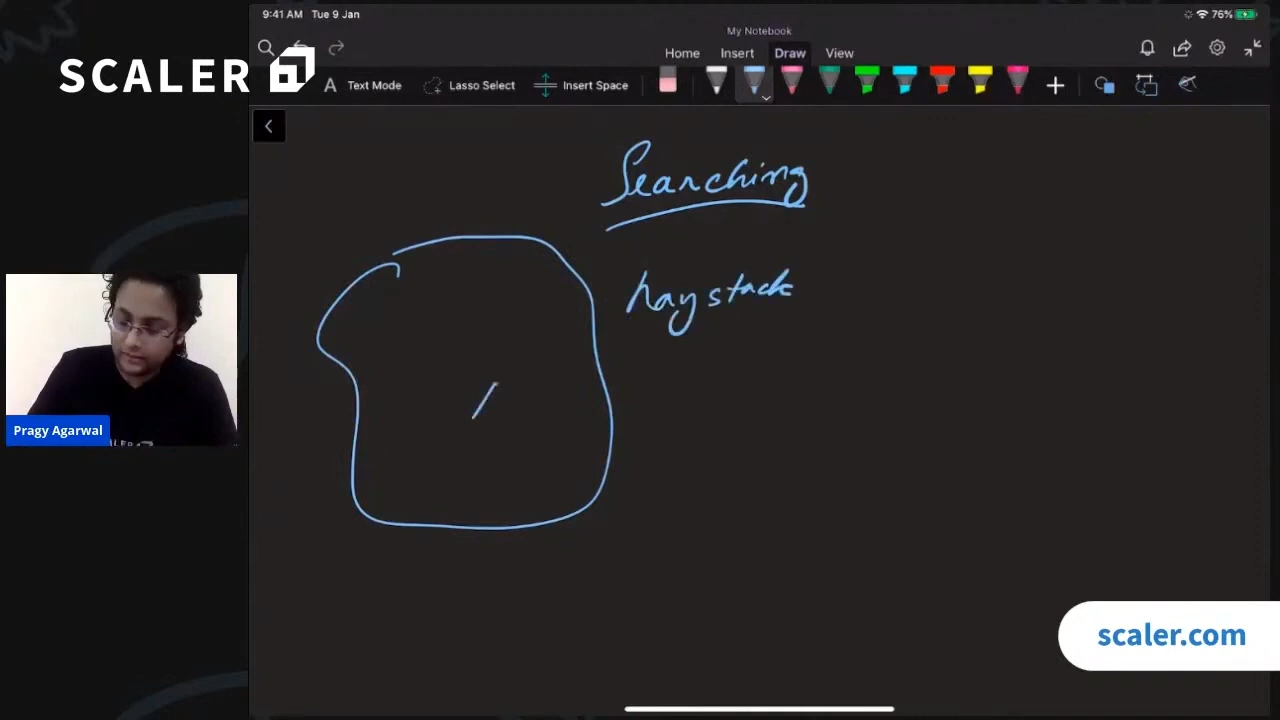 9:41 AM Tue 9 Jan
76%
My Notebook
Home Insert Draw View
SCALER
Text Mode Lasso Select Insert Space
Searching
haystack
Pragy Agarwal
scaler.com